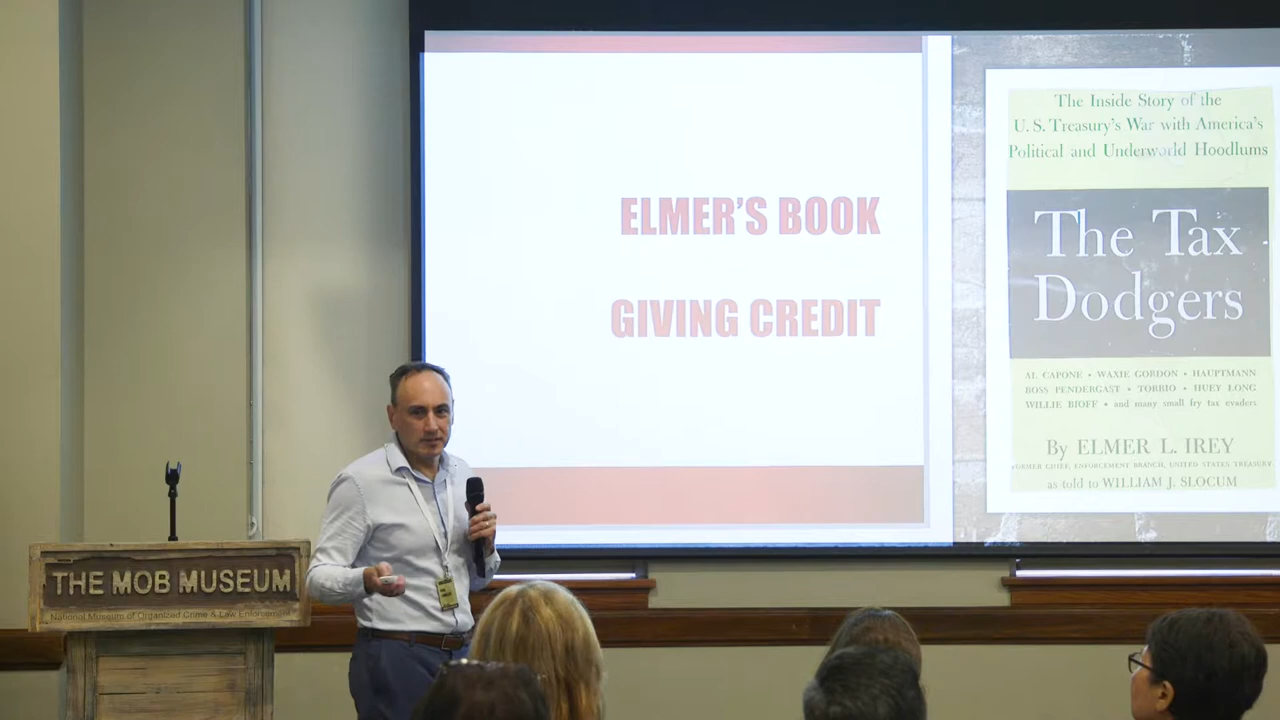 ELMER'S BOOK
GIVING CREDIT
The Inside Story of the
U. S. Treasury's War with America's
Political and Underworld Hoodlums
The Tax
Dodgers
AL CAPONE • WAXIE GORDON • HAUPTMANN
BOSS PENDERGAST • TORRIO • HUEY LONG
WILLIE BIOFF • and many small fry tax evaders
By ELMER L. IREY
FORMER CHIEF, ENFORCEMENT BRANCH, UNITED STATES TREASURY
as told to WILLIAM J. SLOCUM
THE MOB MUSEUM
National Museum of Organized Crime & Law Enforcement